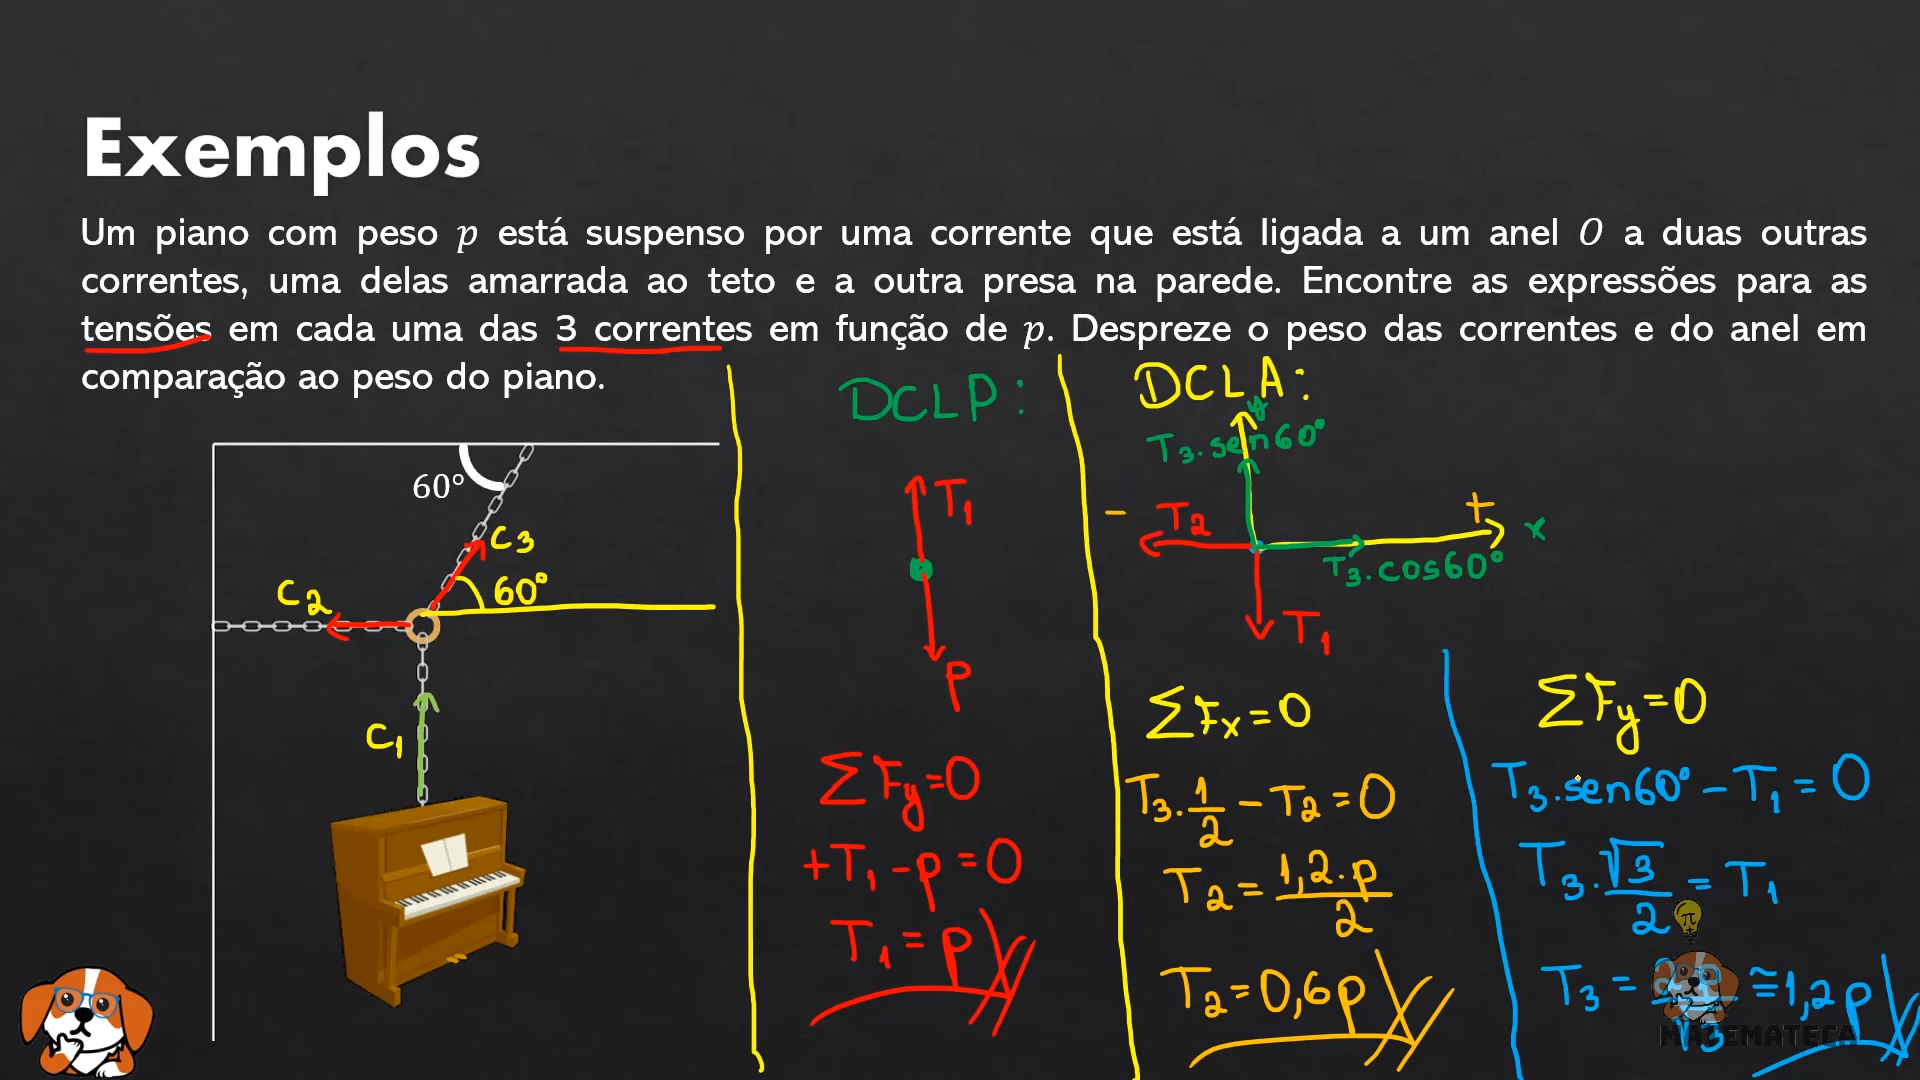 Exemplos
Um piano com peso p está suspenso por uma corrente que está ligada a um anel O a duas outras
correntes, uma delas amarrada ao teto e a outra presa na parede. Encontre as expressões para as
tensões em cada uma das 3 correntes em função de p. Despreze o peso das correntes e do anel em
comparação ao peso do piano.
60°
C3
60°
C2
C1
DCLP:
T1
P
ΣFy=0
+T1-p=0
T1=p
DCLA:
y
T3.sen60°
- T2
+
x
T3.cos60°
T1
ΣFx=0
T3.1/2-T2=0
T2=1,2.p/2
T2=0,6p
ΣFy=0
T3.sen60°-T1=0
T3.√3/2=T1
T3= ≅1,2p
π
MATEMATECA